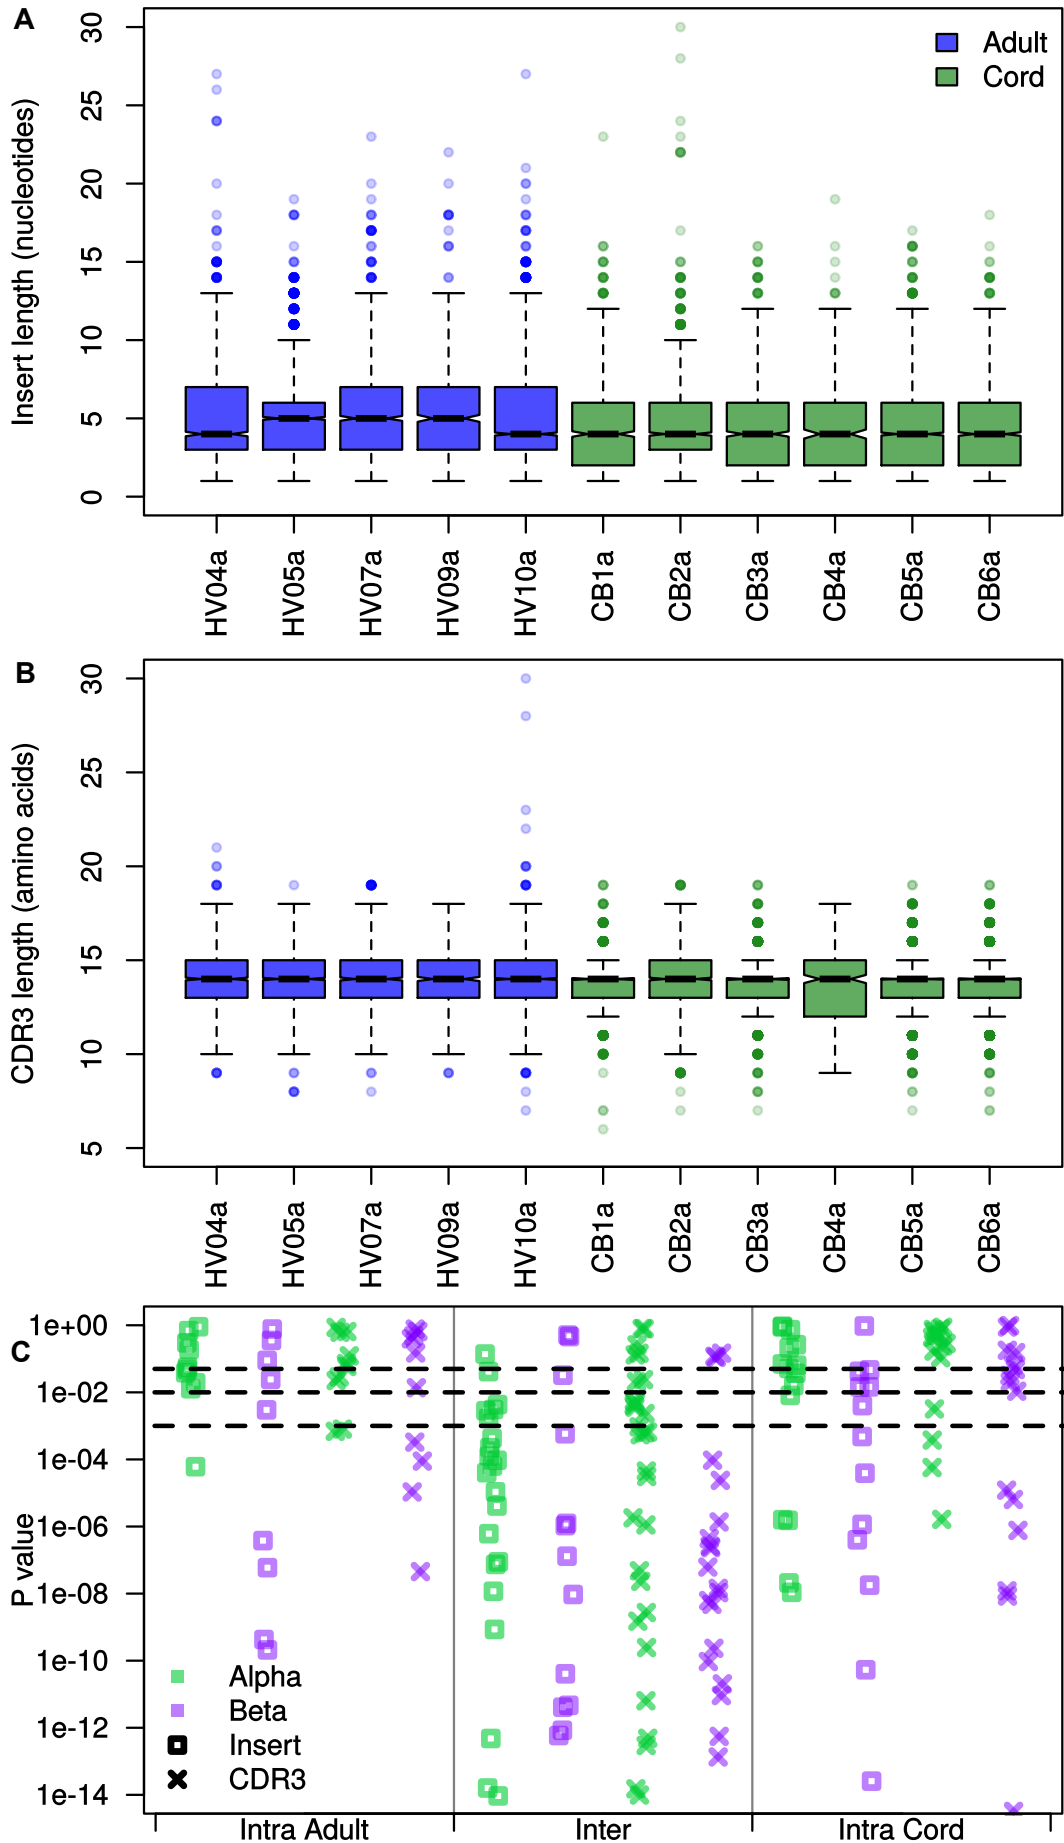 A
Insert length (nucleotides)
30
25
20
15
10
5
0
Adult
Cord
HV04a
HV05a
HV07a
HV09a
HV10a
CB1a
CB2a
CB3a
CB4a
CB5a
CB6a
B
CDR3 length (amino acids)
30
25
20
15
10
5
HV04a
HV05a
HV07a
HV09a
HV10a
CB1a
CB2a
CB3a
CB4a
CB5a
CB6a
C
P value
1e+00
1e-02
1e-04
1e-06
1e-08
1e-10
1e-12
1e-14
Alpha
Beta
Insert
CDR3
Intra Adult
Inter
Intra Cord